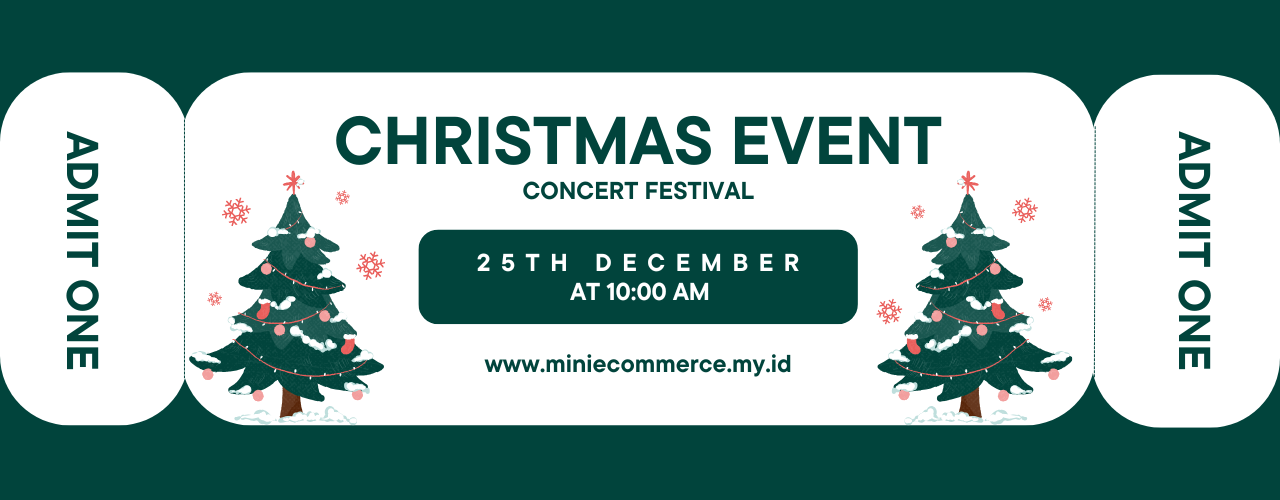 ADMIT ONE
CHRISTMAS EVENT
CONCERT FESTIVAL
25TH DECEMBER
AT 10:00 AM
www.miniecommerce.my.id
ADMIT ONE